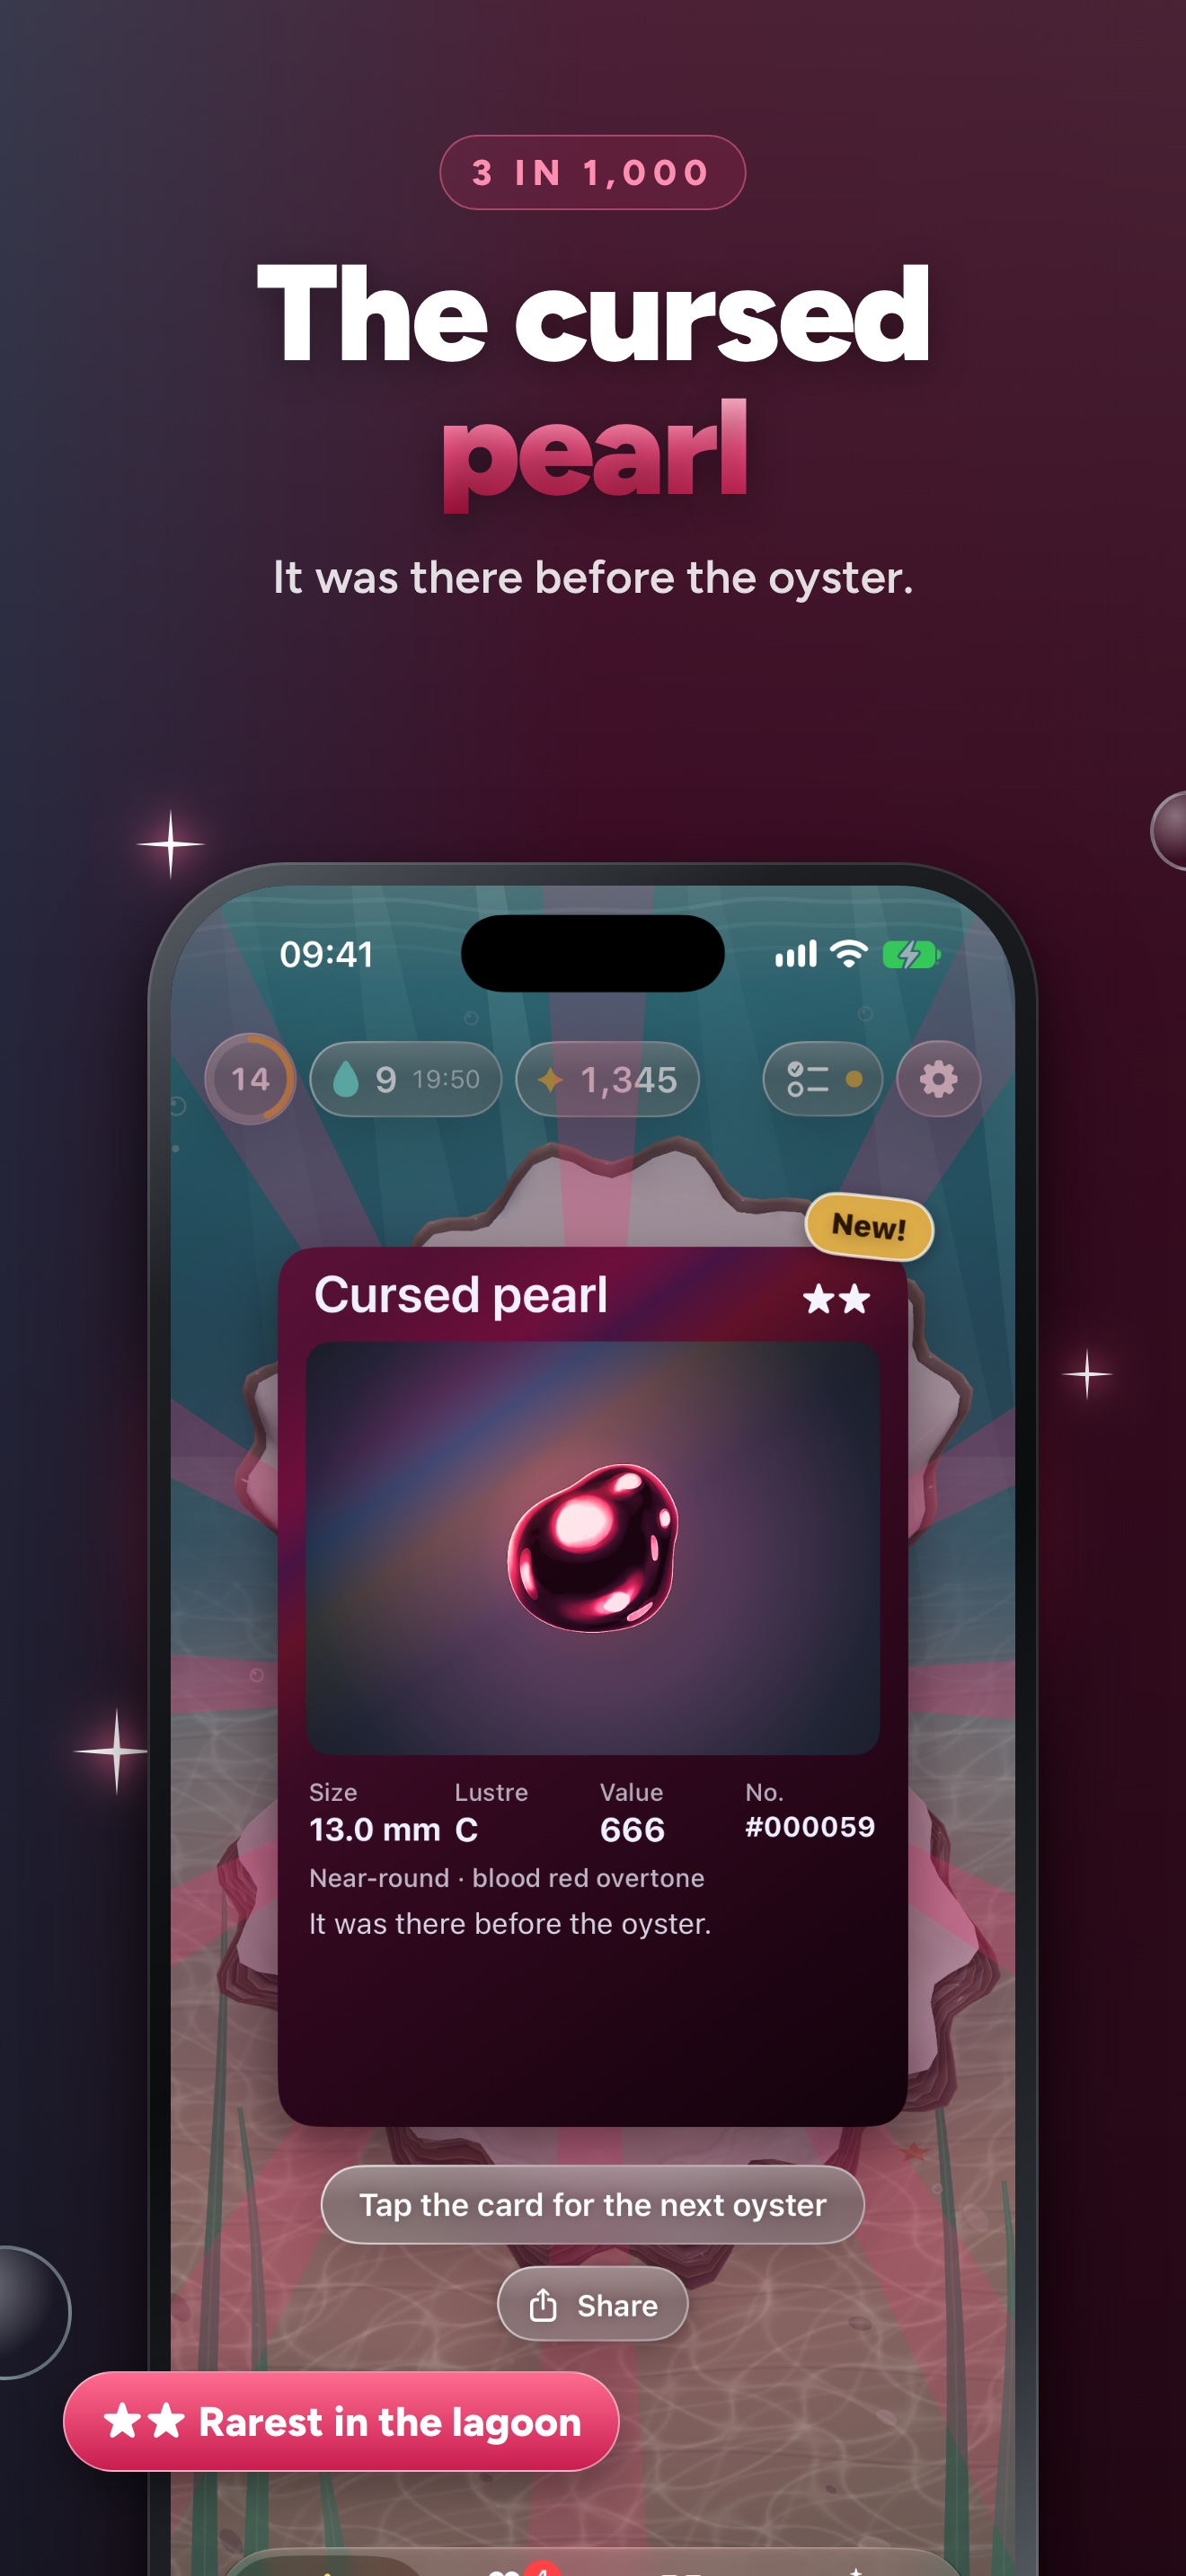 3 IN 1,000
The cursed
pearl
It was there before the oyster.
09:41
14
9 19:50
1,345
New!
Cursed pearl
Size Lustre Value No.
13.0 mm C 666 #000059
Near-round · blood red overtone
It was there before the oyster.
Tap the card for the next oyster
Share
★★ Rarest in the lagoon